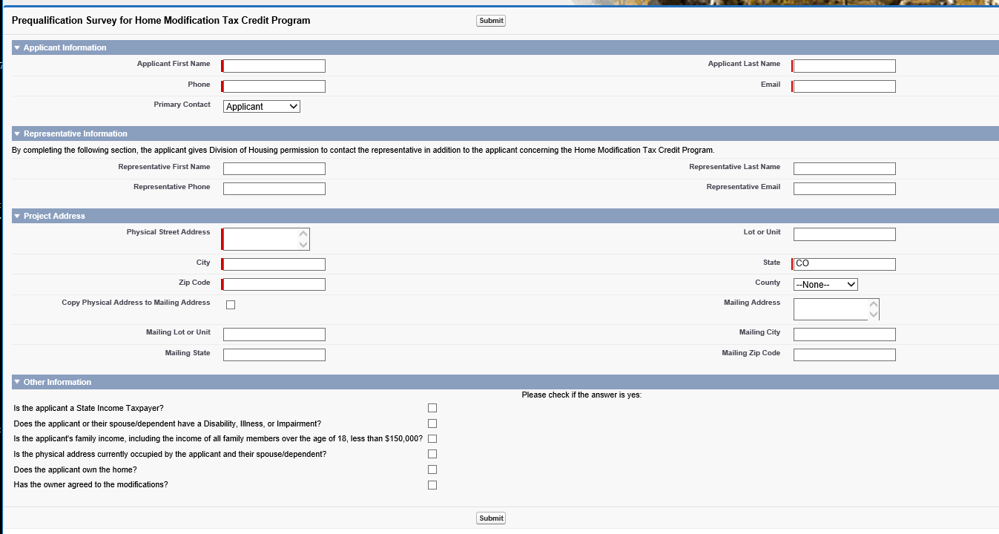 Prequalification Survey for Home Modification Tax Credit Program Submit
Applicant Information
Applicant First Name Applicant Last Name
Phone Email
Primary Contact Applicant
Representative Information
By completing the following section, the applicant gives Division of Housing permission to contact the representative in addition to the applicant concerning the Home Modification Tax Credit Program.
Representative First Name Representative Last Name
Representative Phone Representative Email
Project Address
Physical Street Address Lot or Unit
City State CO
Zip Code County --None--
Copy Physical Address to Mailing Address Mailing Address
Mailing Lot or Unit Mailing City
Mailing State Mailing Zip Code
Other Information
Please check if the answer is yes:
Is the applicant a State Income Taxpayer?
Does the applicant or their spouse/dependent have a Disability, Illness, or Impairment?
Is the applicant's family income, including the income of all family members over the age of 18, less than $150,000?
Is the physical address currently occupied by the applicant and their spouse/dependent?
Does the applicant own the home?
Has the owner agreed to the modifications?
Submit